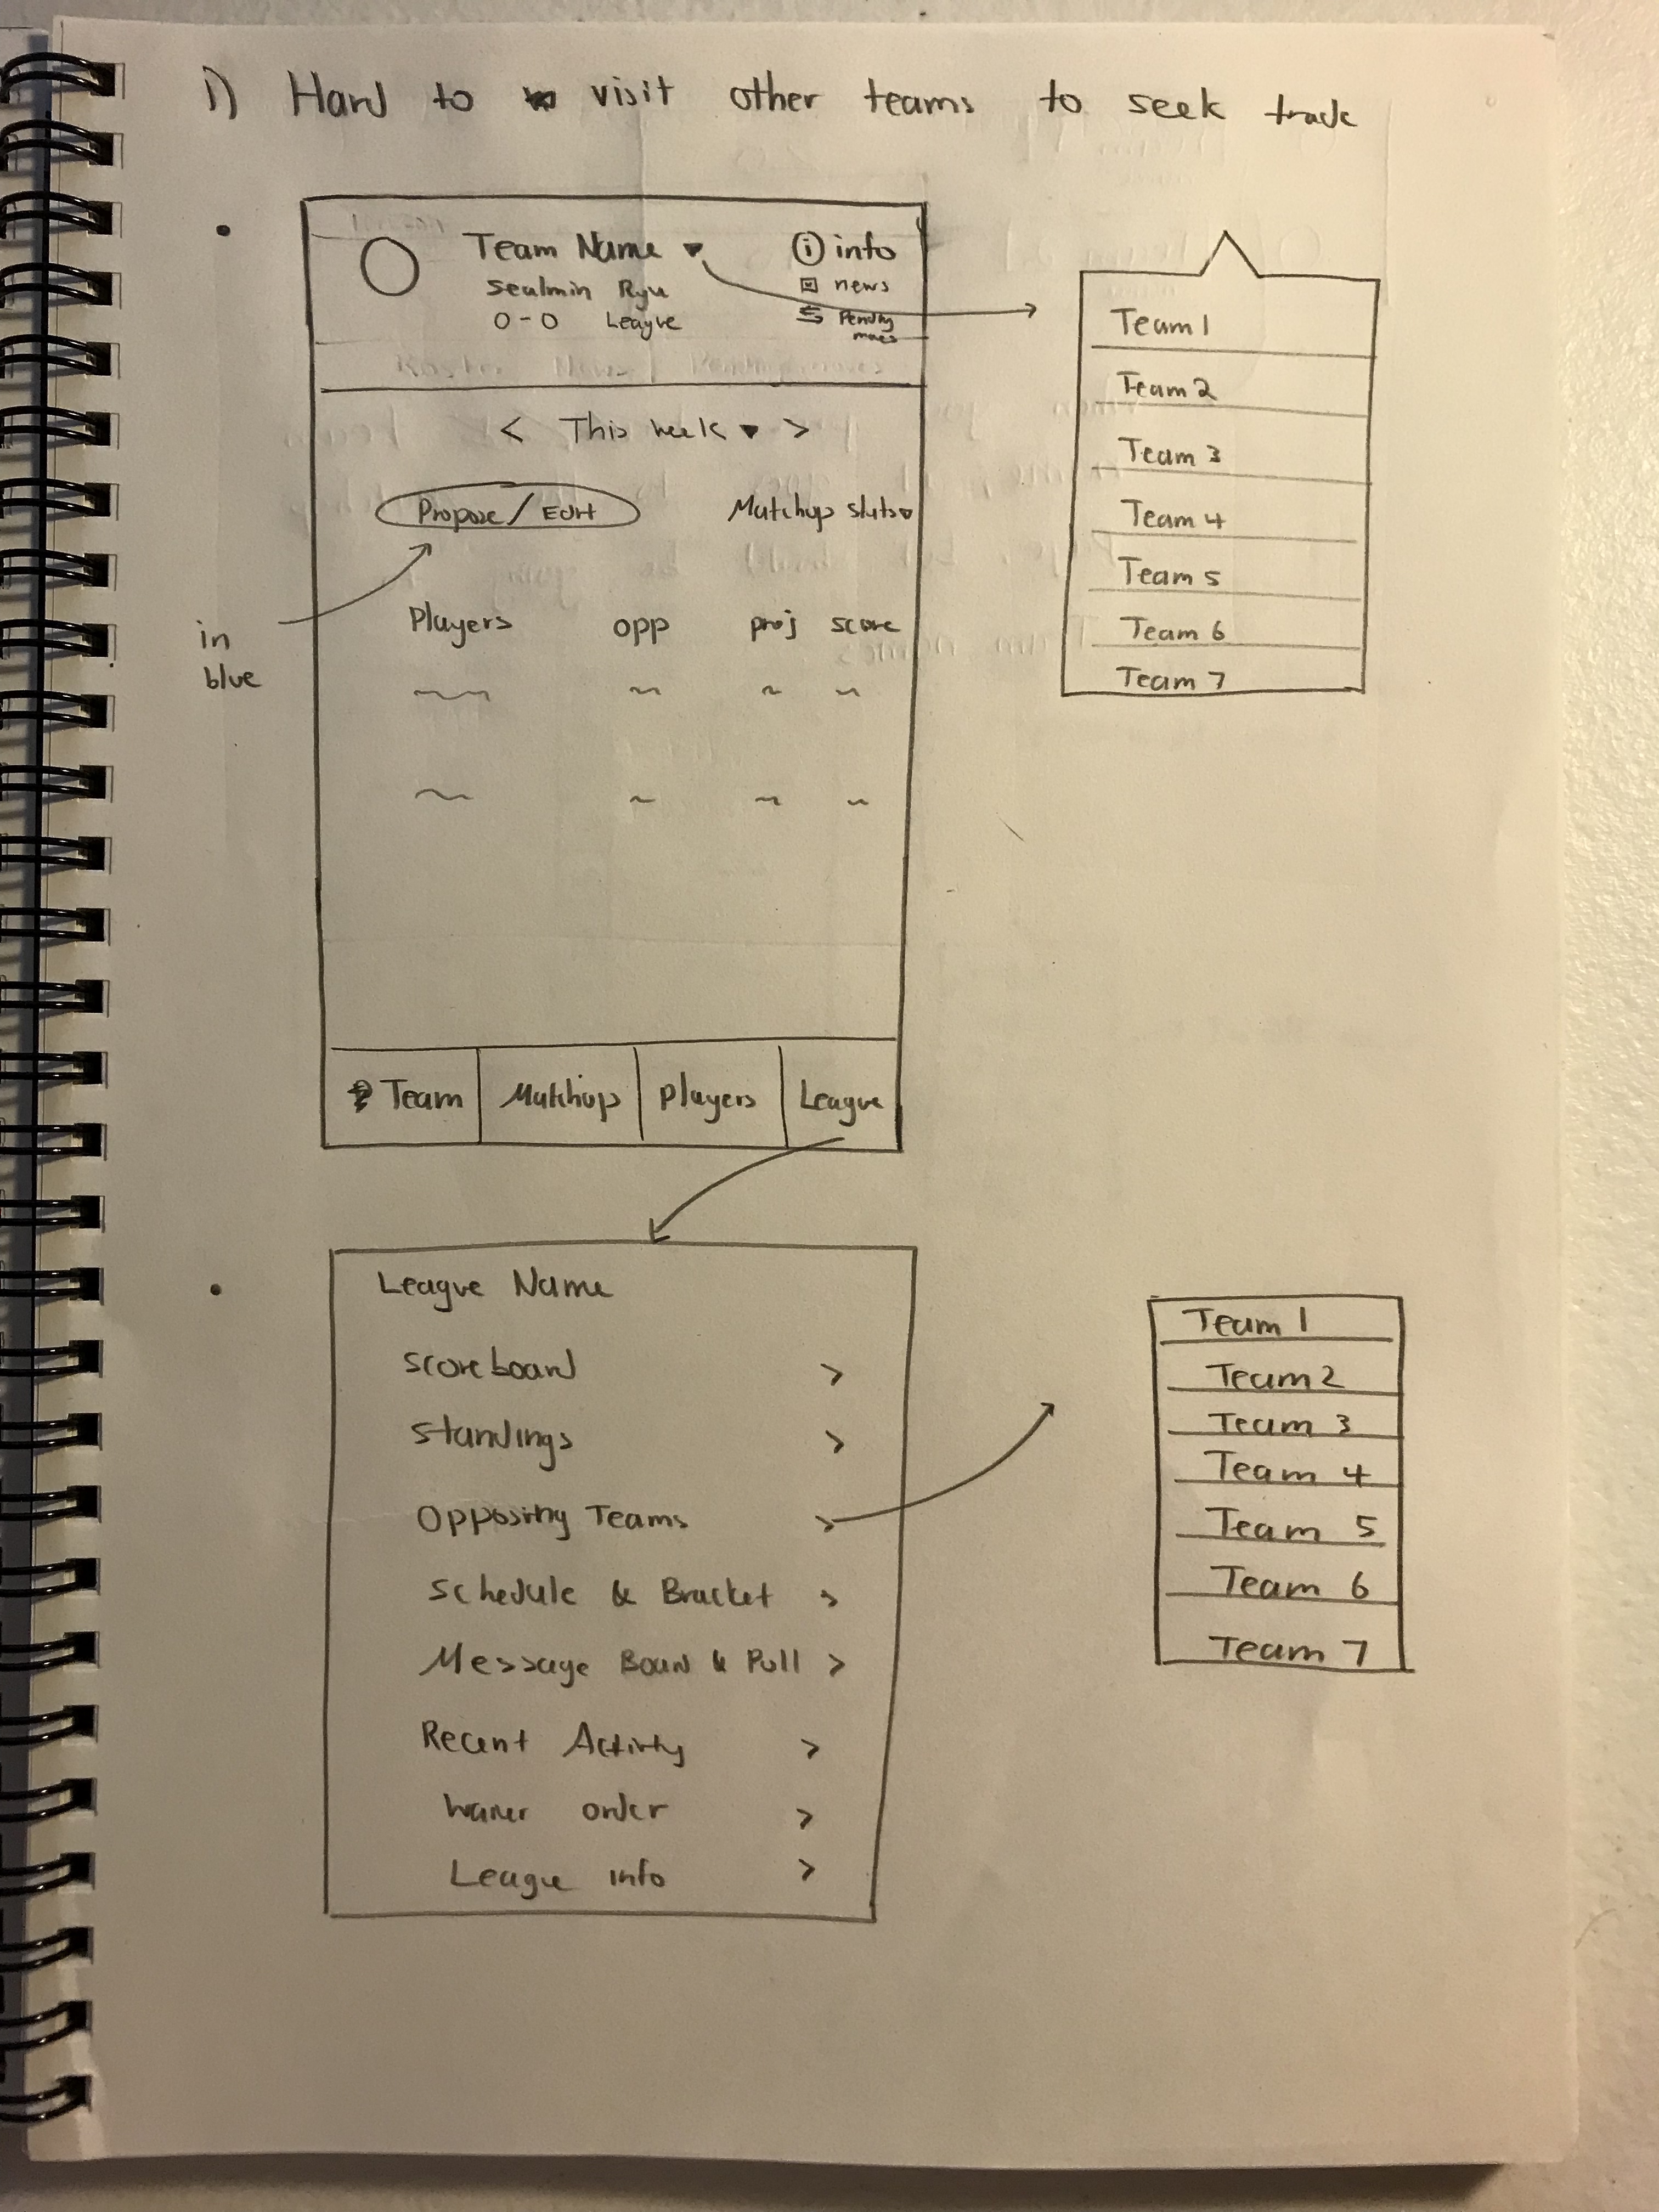 1) Hard to visit other teams to seek trade
Team Name ▾
info
Sealmin Ryu
news
0-0 League
Pending moves
< This week ▾ >
Propose / Edit
Matchup stats
in
blue
Players opp proj score
Team Matchups Players League
Team 1
Team 2
Team 3
Team 4
Team 5
Team 6
Team 7
League Name
scoreboard >
Standings >
Opposing Teams >
Schedule & Bracket >
Message Board & Poll >
Recent Activity >
Waiver order >
League info >
Team 1
Team 2
Team 3
Team 4
Team 5
Team 6
Team 7